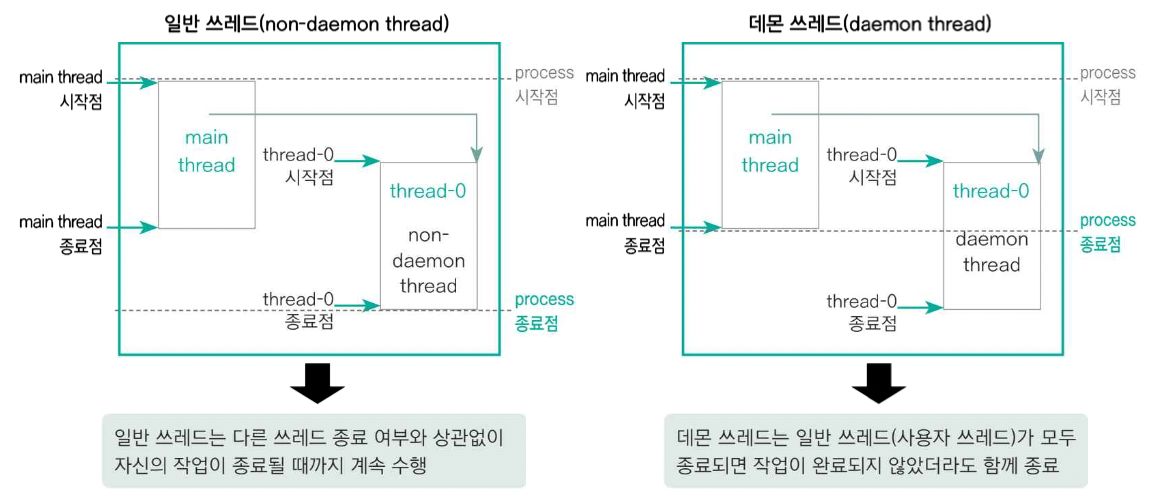 일반 쓰레드(non-daemon thread)
main thread
시작점
process
시작점
main
thread
thread-0
시작점
thread-0
main thread
종료점
non-
daemon
thread
thread-0
종료점
process
종료점
일반 쓰레드는 다른 쓰레드 종료 여부와 상관없이
자신의 작업이 종료될 때까지 계속 수행
데몬 쓰레드(daemon thread)
main thread
시작점
process
시작점
main
thread
thread-0
시작점
thread-0
main thread
종료점
process
종료점
daemon
thread
thread-0
종료점
데몬 쓰레드는 일반 쓰레드(사용자 쓰레드)가 모두
종료되면 작업이 완료되지 않았더라도 함께 종료